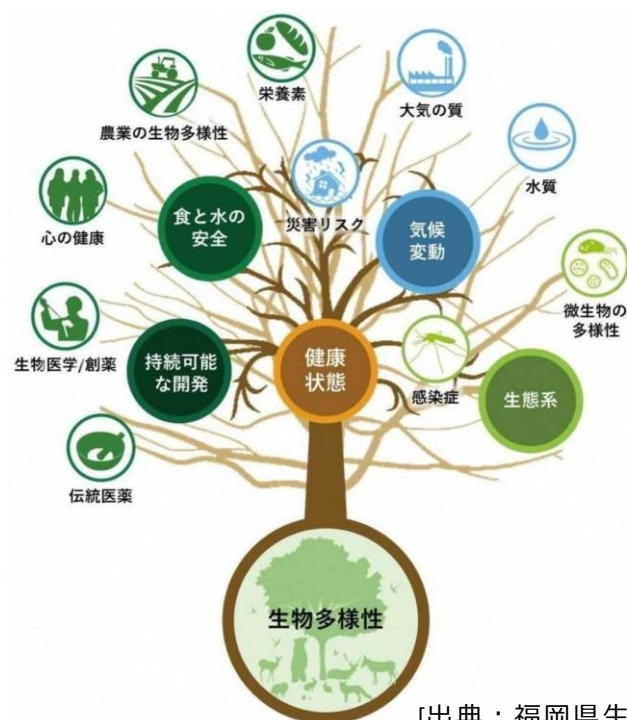 栄養素
大気の質
農業の生物多様性
水質
災害リスク
食と水の
安全
気候
変動
心の健康
微生物の
多様性
生物医学/創薬
持続可能
な開発
健康
状態
感染症
生態系
伝統医薬
生物多様性
[出典：福岡県生